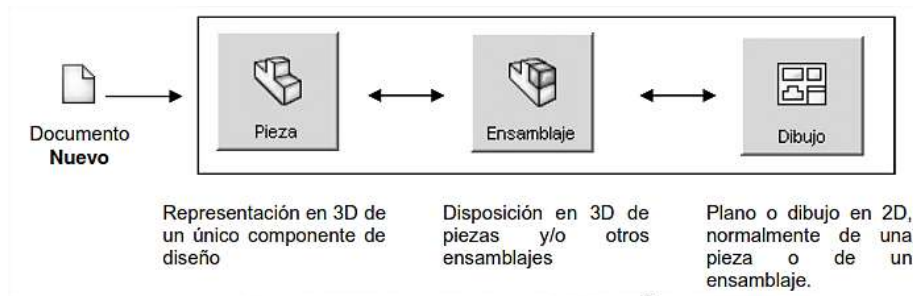 Documento
Nuevo
Pieza
Ensamblaje
Dibujo
Representación en 3D de
un único componente de
diseño
Disposición en 3D de
piezas y/o otros
ensamblajes
Plano o dibujo en 2D,
normalmente de una
pieza o de un
ensamblaje.